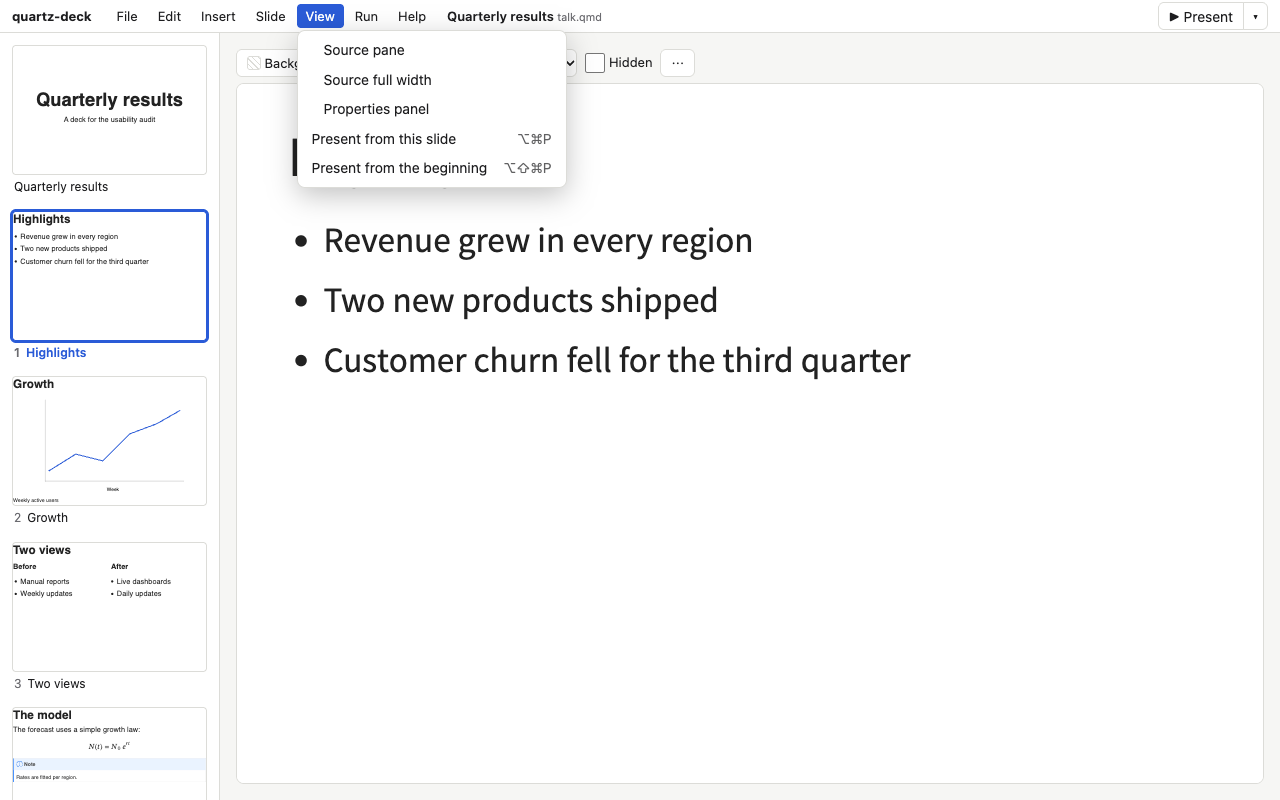 quartz-deck File Edit Insert Slide View Run Help Quarterly results talk.qmd Present
Source pane
Source full width
Properties panel
Present from this slide ⌥⌘P
Present from the beginning ⌥⇧⌘P
Hidden
...
Quarterly results
A deck for the usability audit
Quarterly results
Highlights
• Revenue grew in every region
• Two new products shipped
• Customer churn fell for the third quarter
1 Highlights
Growth
Week
Weekly active users
2 Growth
Two views
Before After
• Manual reports • Live dashboards
• Weekly updates • Daily updates
3 Two views
The model
The forecast uses a simple growth law:
N(t) = N₀ eʳᵗ
Note
Rates are fitted per region.
• Revenue grew in every region
• Two new products shipped
• Customer churn fell for the third quarter